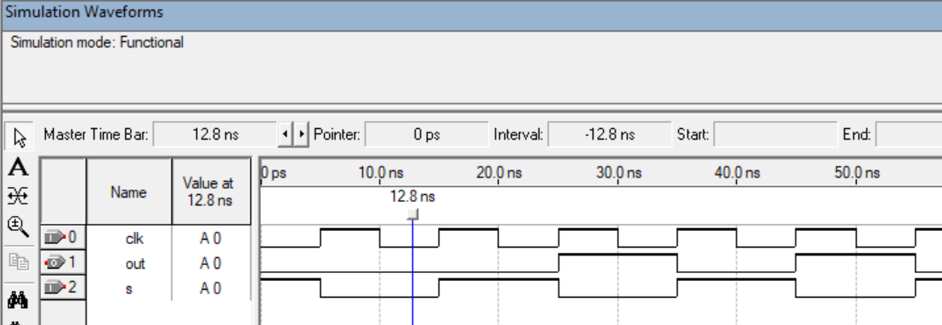 Simulation Waveforms
Simulation mode: Functional
Master Time Bar: 12.8 ns Pointer: 0 ps Interval: -12.8 ns Start: End:
A
Name Value at 12.8 ns 0 ps 10.0 ns 20.0 ns 30.0 ns 40.0 ns 50.0 ns
12.8 ns
0 clk A 0
1 out A 0
2 s A 0